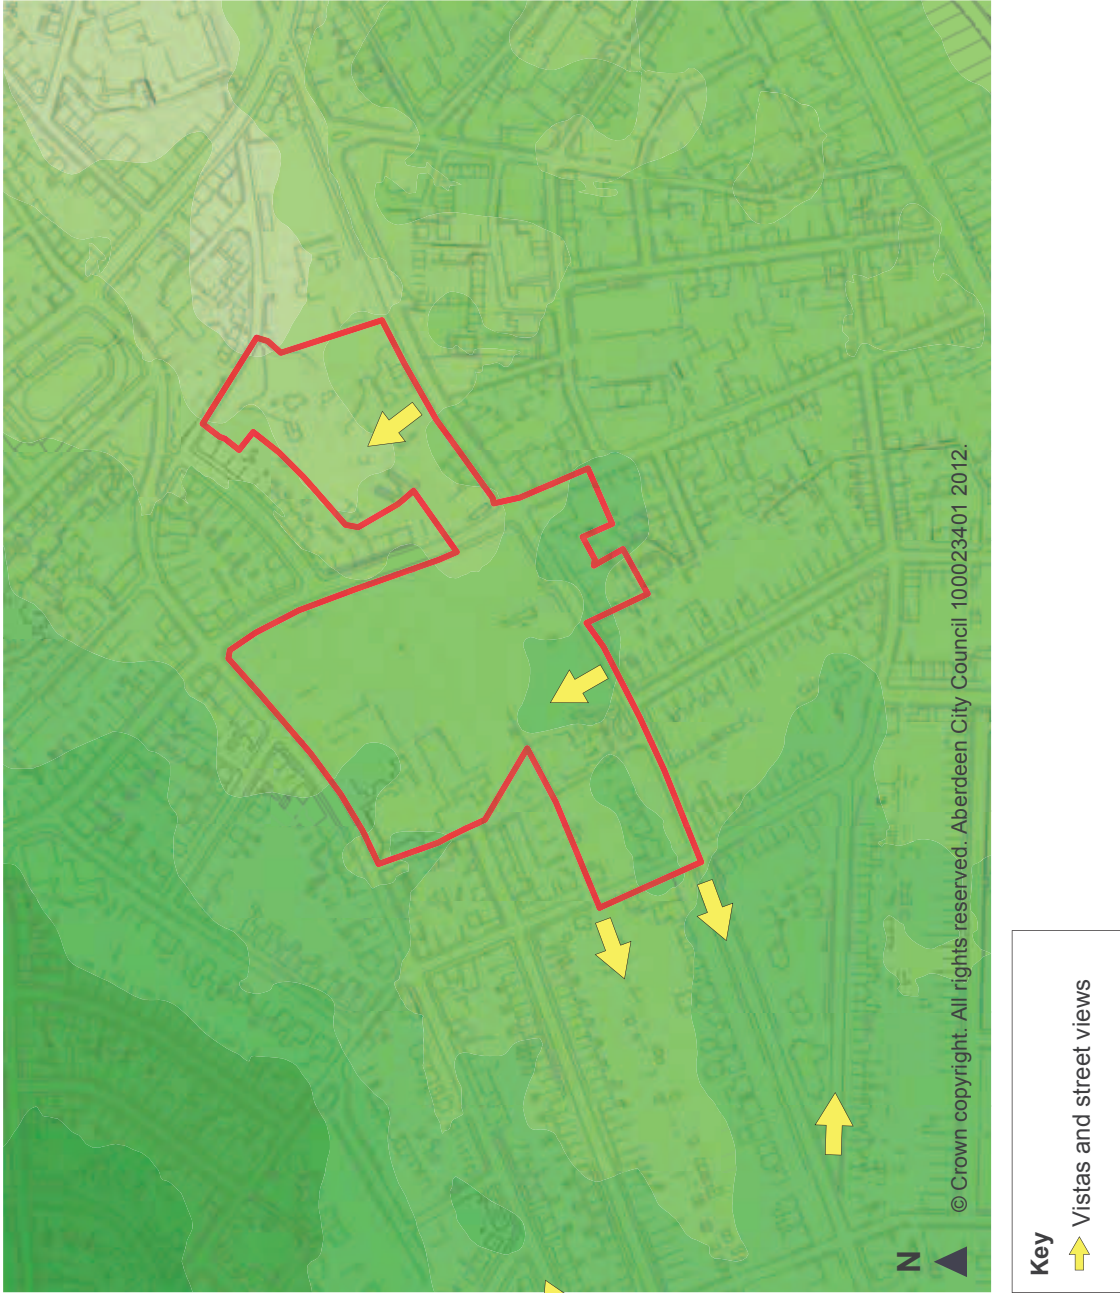 N
© Crown copyright. All rights reserved. Aberdeen City Council 100023401 2012.
Key
Vistas and street views